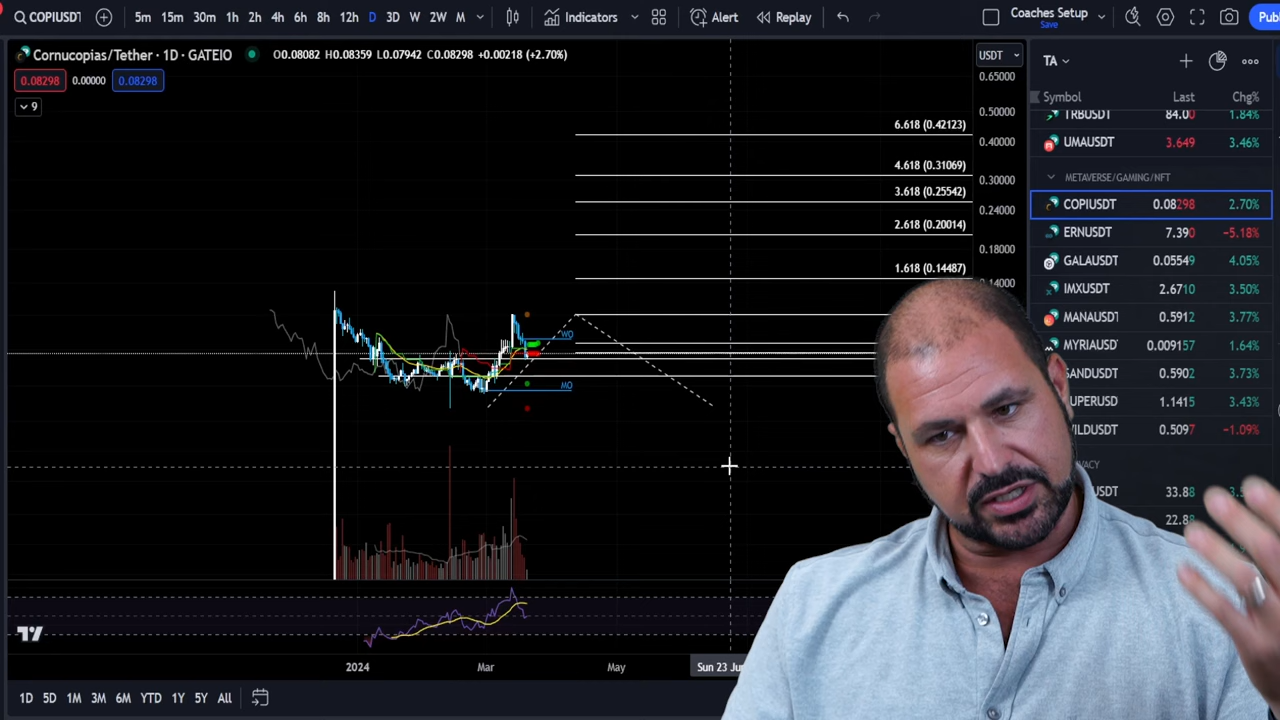 COPIUSDT 5m 15m 30m 1h 2h 4h 6h 8h 12h D 3D W 2W M Indicators Alert Replay Coaches Setup
Save
Cornucopias/Tether · 1D · GATEIO O0.08082 H0.08359 L0.07942 C0.08298 +0.00218 (+2.70%)
0.08298 0.00000 0.08298
9
USDT
0.65000
0.50000
0.40000
0.30000
0.24000
0.18000
0.14000
6.618 (0.42123)
4.618 (0.31069)
3.618 (0.25542)
2.618 (0.20014)
1.618 (0.14487)
WO
MO
2024 Mar May Sun 23
1D 5D 1M 3M 6M YTD 1Y 5Y All
TA
Symbol Last Chg%
TRBUSDT 84.00 1.84%
UMAUSDT 3.649 3.46%
METAVERSE/GAMING/NFT
COPIUSDT 0.08298 2.70%
ERNUSDT 7.390 −5.18%
GALAUSDT 0.05549 4.05%
IMXUSDT 2.6710 3.50%
MANAUSDT 0.5912 3.77%
MYRIAUSD 0.009157 1.64%
SANDUSDT 0.5902 3.73%
UPERUSD 1.1415 3.43%
VILDUSDT 0.5097 −1.09%
VACY
USDT 33.88
22.88